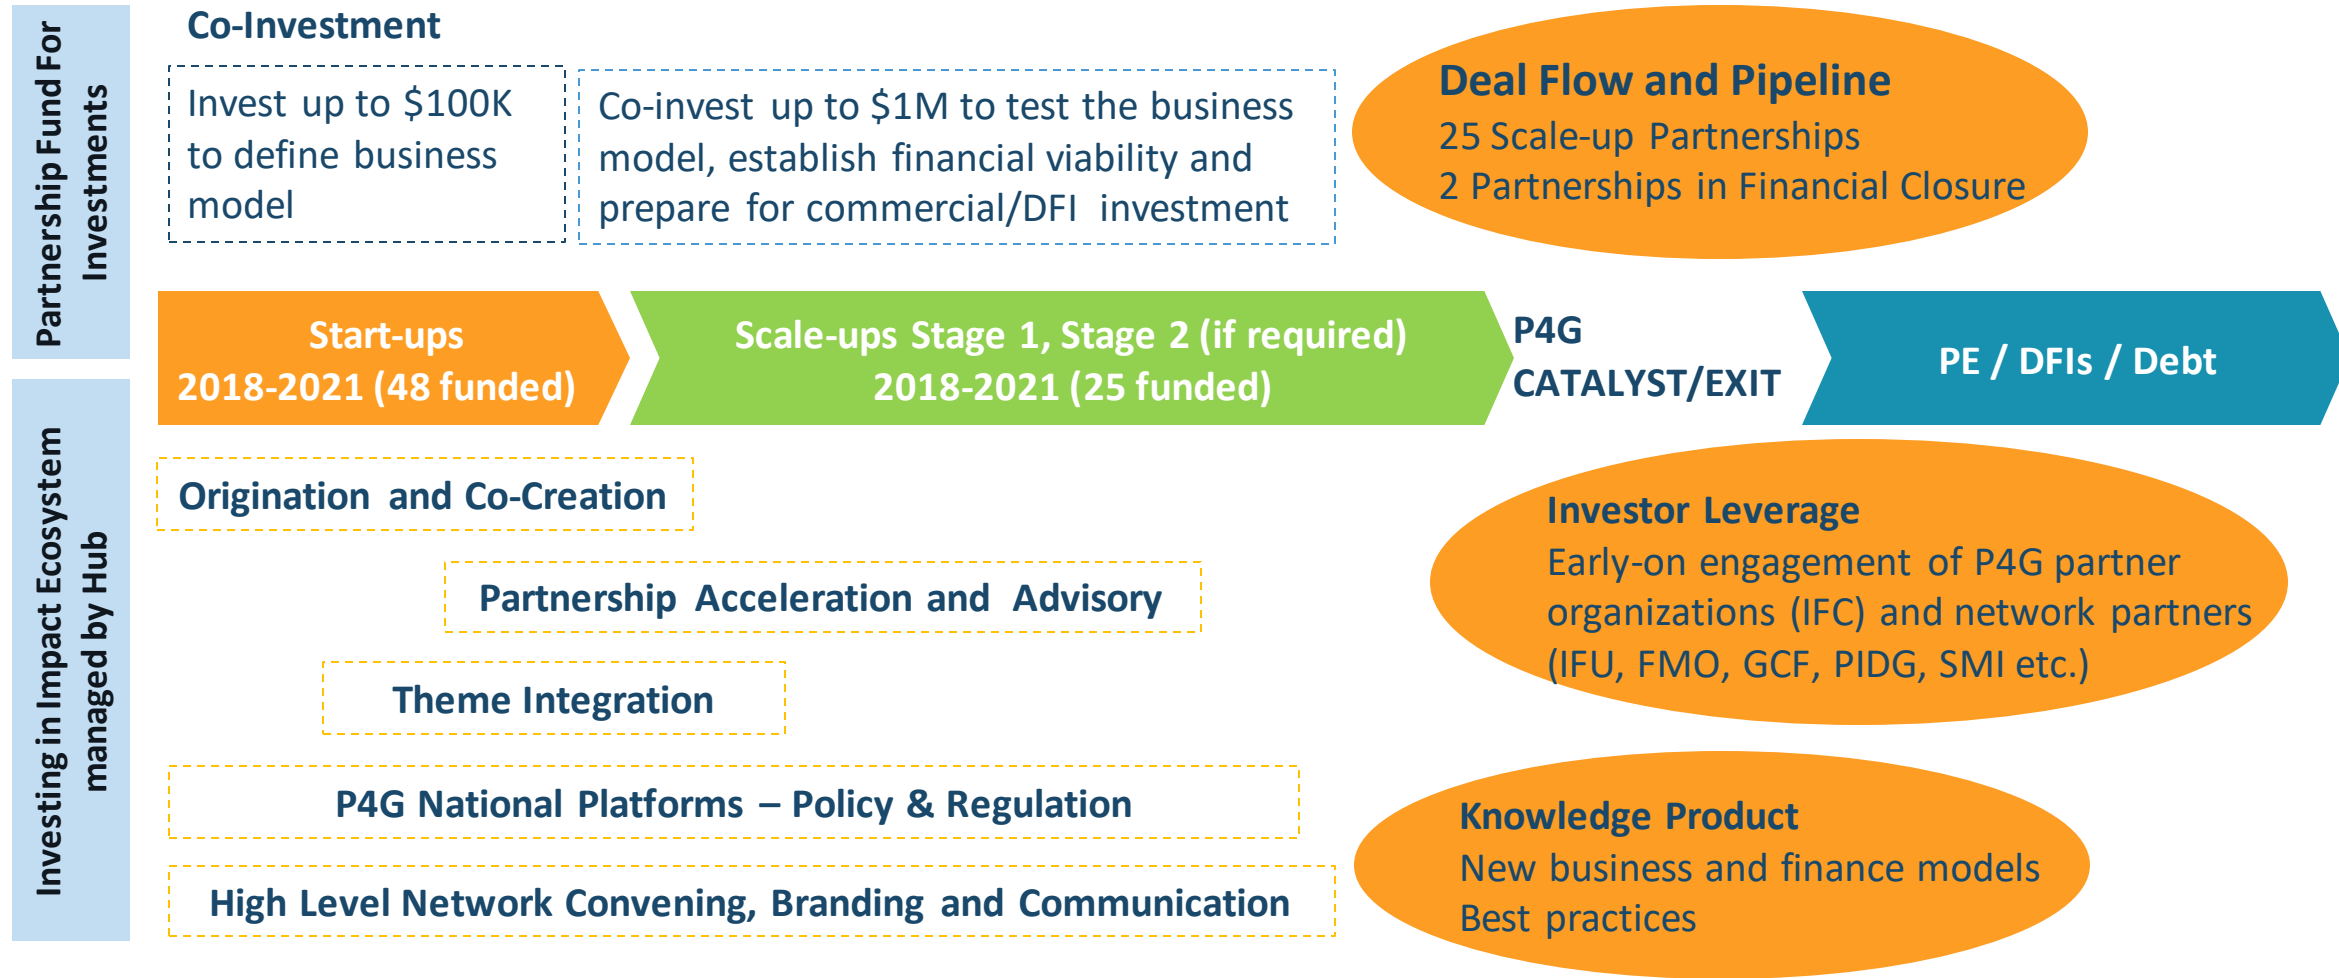 Partnership Fund For
Investments
Co-Investment
Invest up to $100K
to define business
model
Co-invest up to $1M to test the business
model, establish financial viability and
prepare for commercial/DFI investment
Deal Flow and Pipeline
25 Scale-up Partnerships
2 Partnerships in Financial Closure
Start-ups
2018-2021 (48 funded)
Scale-ups Stage 1, Stage 2 (if required)
2018-2021 (25 funded)
P4G
CATALYST/EXIT
PE / DFIs / Debt
Investing in Impact Ecosystem
managed by Hub
Origination and Co-Creation
Partnership Acceleration and Advisory
Theme Integration
P4G National Platforms – Policy & Regulation
High Level Network Convening, Branding and Communication
Investor Leverage
Early-on engagement of P4G partner
organizations (IFC) and network partners
(IFU, FMO, GCF, PIDG, SMI etc.)
Knowledge Product
New business and finance models
Best practices